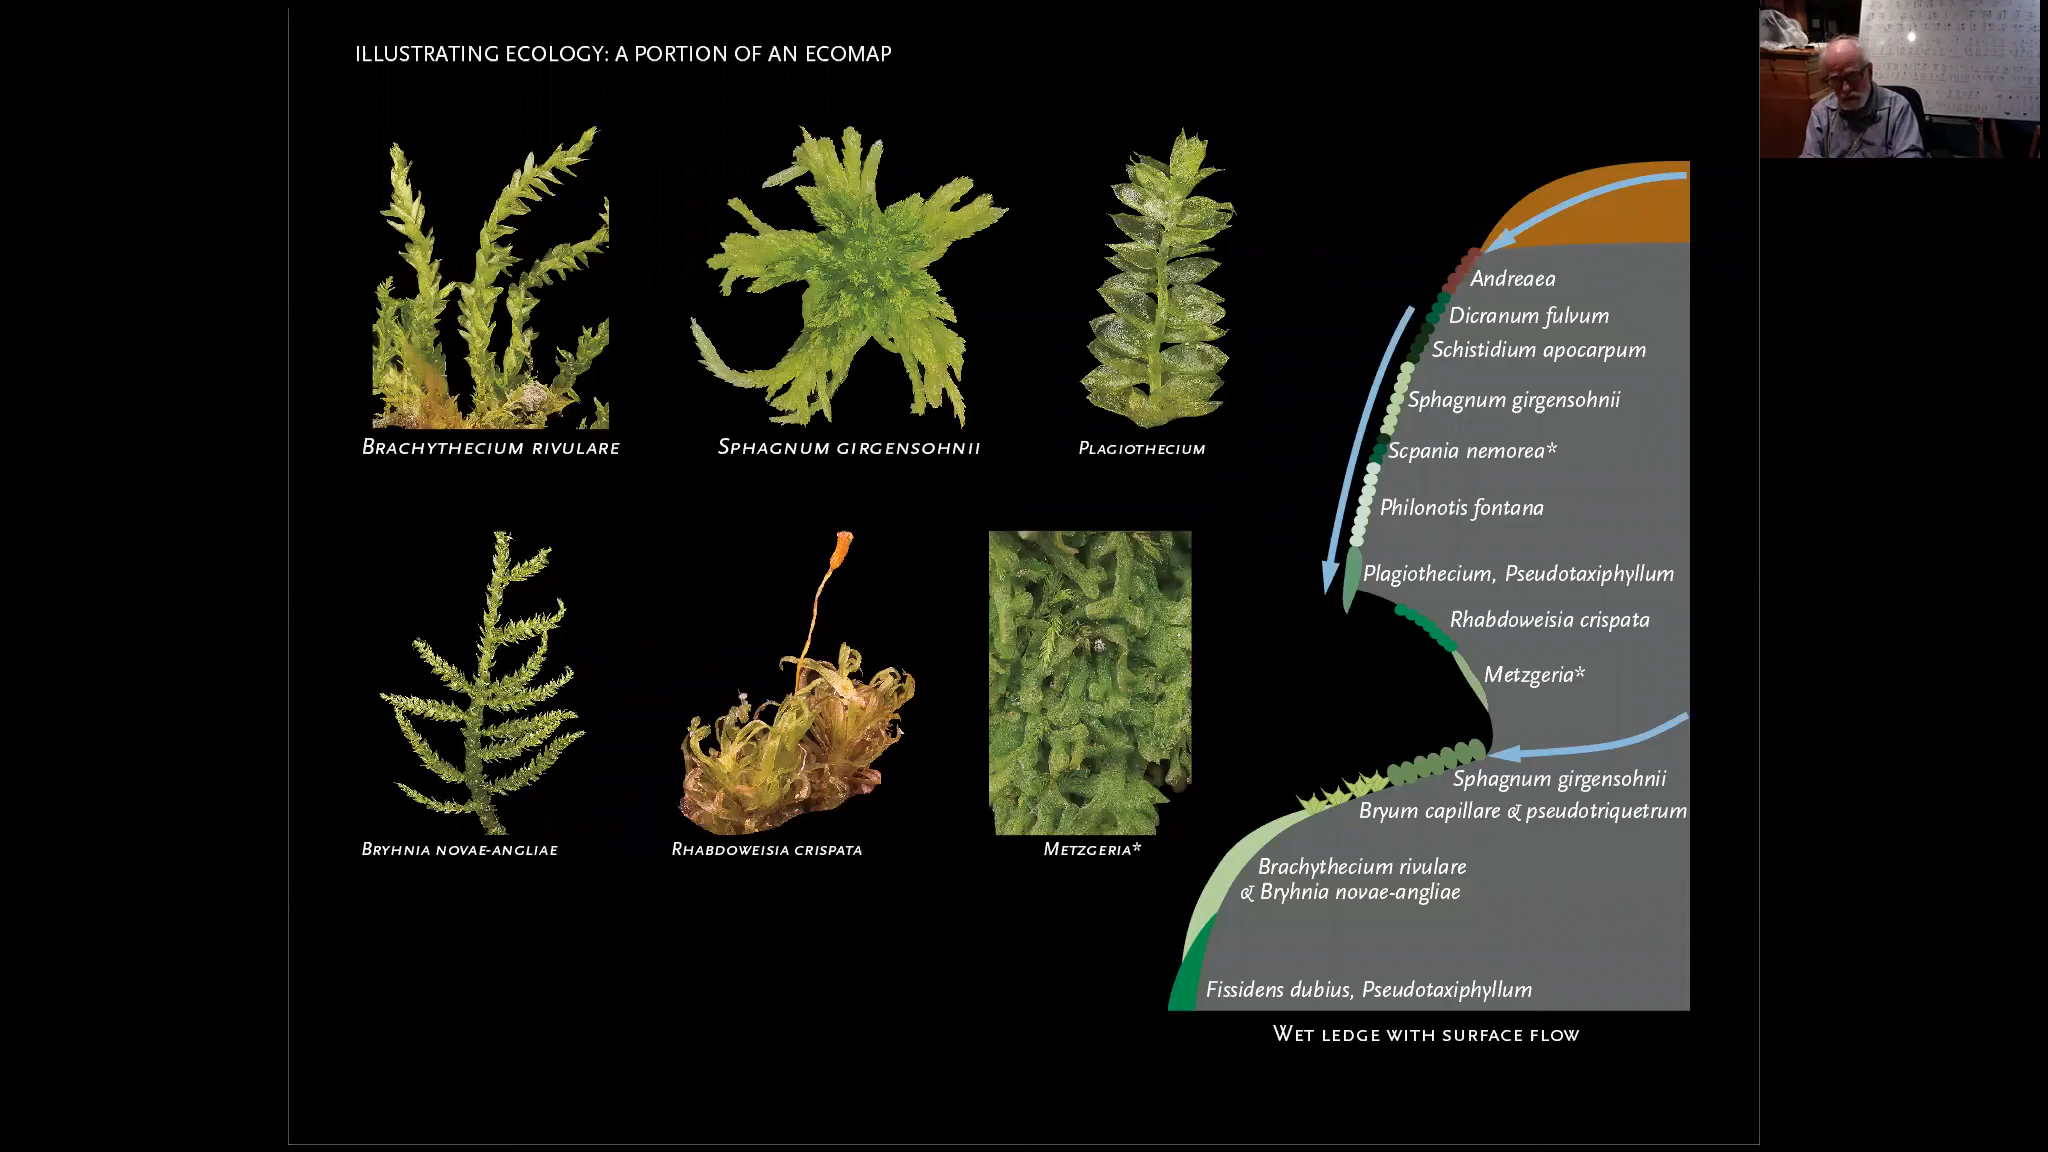 ILLUSTRATING ECOLOGY: A PORTION OF AN ECOMAP
BRACHYTHECIUM RIVULARE
SPHAGNUM GIRGENSOHNII
PLAGIOTHECIUM
BRYHNIA NOVAE-ANGLIAE
RHABDOWEISIA CRISPATA
METZGERIA*
Andreaea
Dicranum fulvum
Schistidium apocarpum
Sphagnum girgensohnii
Scpania nemorea*
Philonotis fontana
Plagiothecium, Pseudotaxiphyllum
Rhabdoweisia crispata
Metzgeria*
Sphagnum girgensohnii
Bryum capillare & pseudotriquetrum
Brachythecium rivulare
& Bryhnia novae-angliae
Fissidens dubius, Pseudotaxiphyllum
WET LEDGE WITH SURFACE FLOW